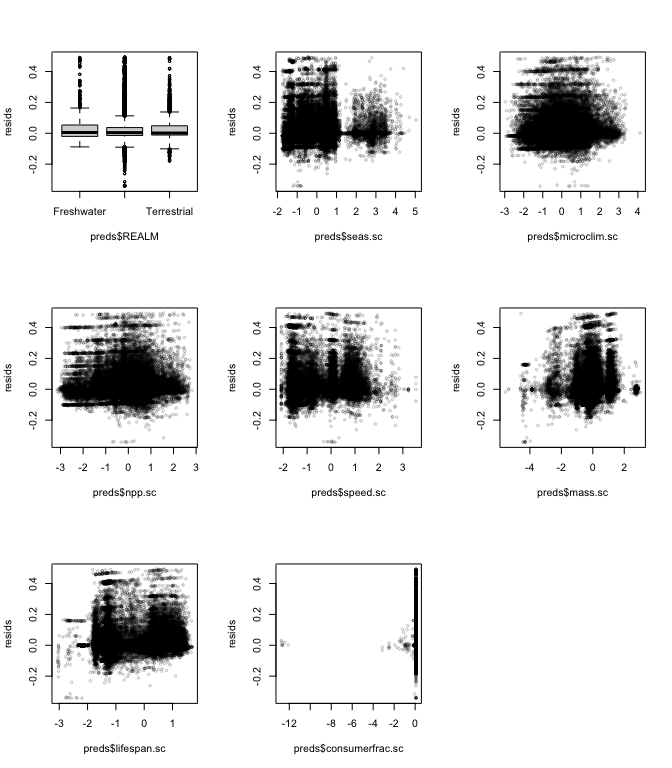 resids
-0.2 0.0 0.2 0.4
Freshwater Terrestrial
preds$REALM
resids
-0.2 0.0 0.2 0.4
-2 -1 0 1 2 3 4 5
preds$seas.sc
resids
-0.2 0.0 0.2 0.4
-3 -2 -1 0 1 2 3 4
preds$microclim.sc
resids
-0.2 0.0 0.2 0.4
-3 -2 -1 0 1 2 3
preds$npp.sc
resids
-0.2 0.0 0.2 0.4
-2 -1 0 1 2 3
preds$speed.sc
resids
-0.2 0.0 0.2 0.4
-4 -2 0 2
preds$mass.sc
resids
-0.2 0.0 0.2 0.4
-3 -2 -1 0 1
preds$lifespan.sc
resids
-0.2 0.0 0.2 0.4
-12 -8 -6 -4 -2 0
preds$consumerfrac.sc